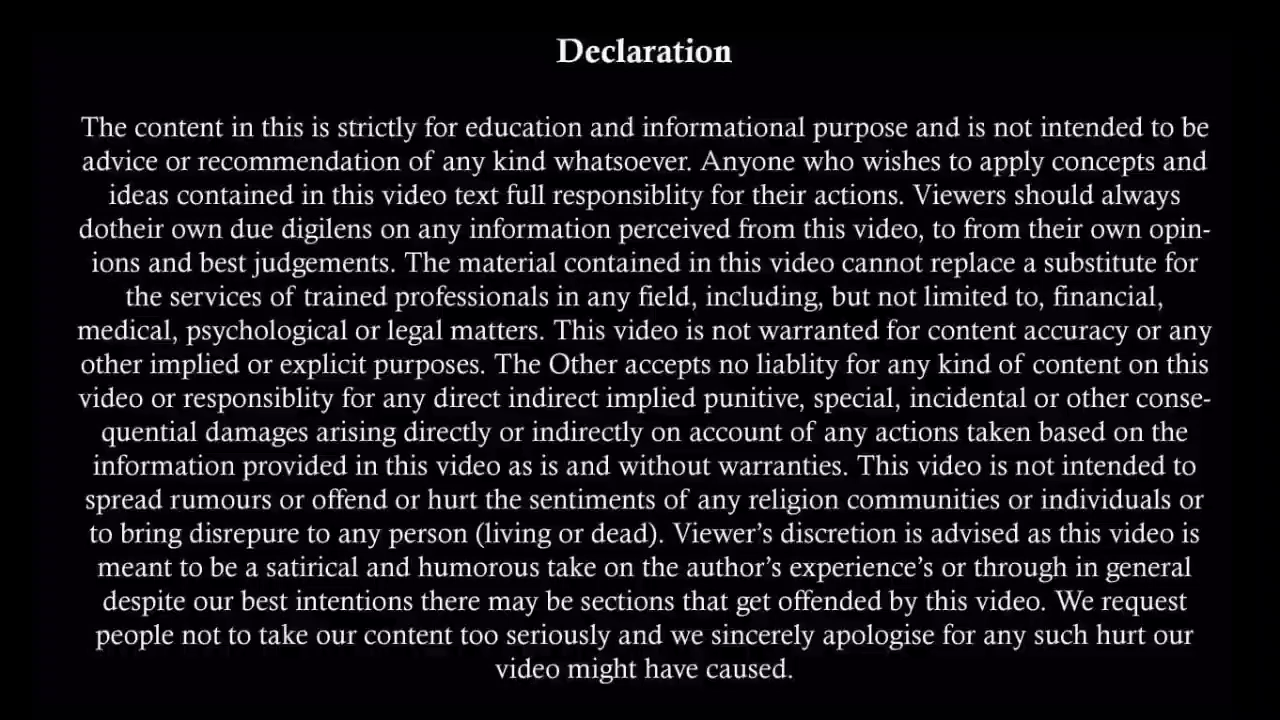 Declaration
The content in this is strictly for education and informational purpose and is not intended to be
advice or recommendation of any kind whatsoever. Anyone who wishes to apply concepts and
ideas contained in this video text full responsiblity for their actions. Viewers should always
dotheir own due digilens on any information perceived from this video, to from their own opin-
ions and best judgements. The material contained in this video cannot replace a substitute for
the services of trained professionals in any field, including, but not limited to, financial,
medical, psychological or legal matters. This video is not warranted for content accuracy or any
other implied or explicit purposes. The Other accepts no liablity for any kind of content on this
video or responsiblity for any direct indirect implied punitive, special, incidental or other conse-
quential damages arising directly or indirectly on account of any actions taken based on the
information provided in this video as is and without warranties. This video is not intended to
spread rumours or offend or hurt the sentiments of any religion communities or individuals or
to bring disrepure to any person (living or dead). Viewer’s discretion is advised as this video is
meant to be a satirical and humorous take on the author’s experience’s or through in general
despite our best intentions there may be sections that get offended by this video. We request
people not to take our content too seriously and we sincerely apologise for any such hurt our
video might have caused.